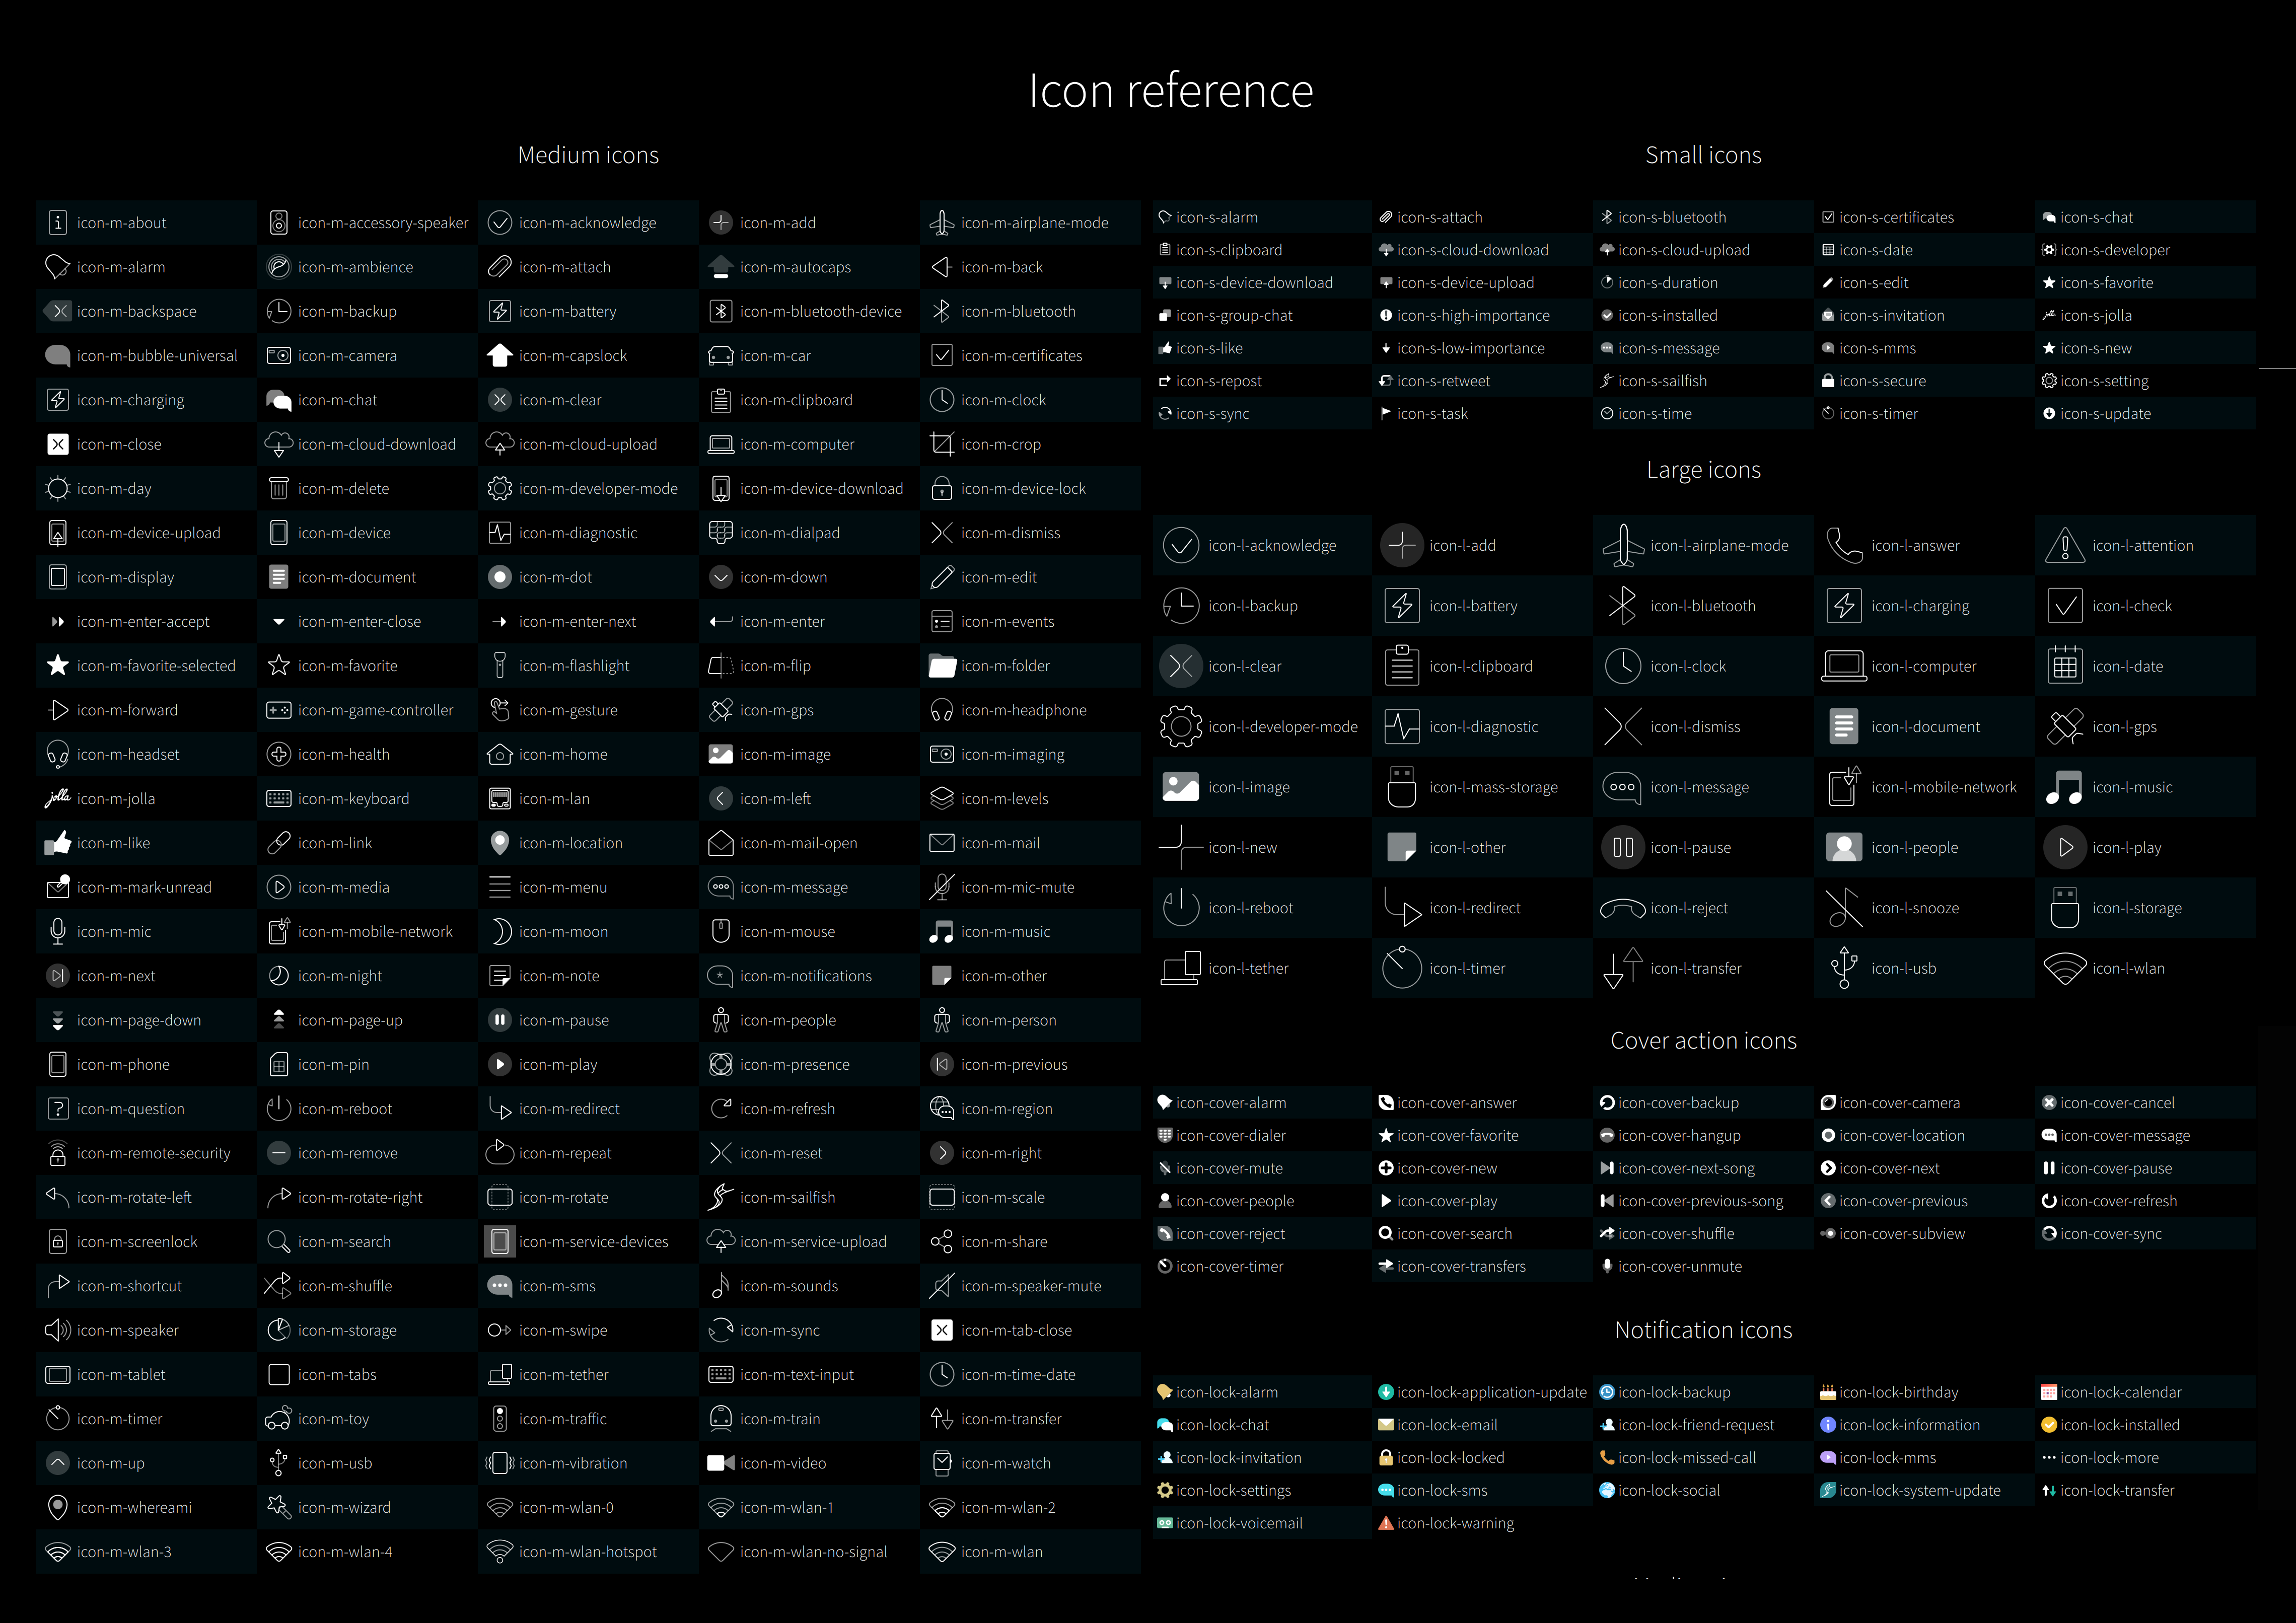 Icon reference
Medium icons
icon-m-about icon-m-accessory-speaker icon-m-acknowledge icon-m-add icon-m-airplane-mode
icon-m-alarm icon-m-ambience icon-m-attach icon-m-autocaps icon-m-back
icon-m-backspace icon-m-backup icon-m-battery icon-m-bluetooth-device icon-m-bluetooth
icon-m-bubble-universal icon-m-camera icon-m-capslock icon-m-car icon-m-certificates
icon-m-charging icon-m-chat icon-m-clear icon-m-clipboard icon-m-clock
icon-m-close icon-m-cloud-download icon-m-cloud-upload icon-m-computer icon-m-crop
icon-m-day icon-m-delete icon-m-developer-mode icon-m-device-download icon-m-device-lock
icon-m-device-upload icon-m-device icon-m-diagnostic icon-m-dialpad icon-m-dismiss
icon-m-display icon-m-document icon-m-dot icon-m-down icon-m-edit
icon-m-enter-accept icon-m-enter-close icon-m-enter-next icon-m-enter icon-m-events
icon-m-favorite-selected icon-m-favorite icon-m-flashlight icon-m-flip icon-m-folder
icon-m-forward icon-m-game-controller icon-m-gesture icon-m-gps icon-m-headphone
icon-m-headset icon-m-health icon-m-home icon-m-image icon-m-imaging
jolla icon-m-jolla icon-m-keyboard icon-m-lan icon-m-left icon-m-levels
icon-m-like icon-m-link icon-m-location icon-m-mail-open icon-m-mail
icon-m-mark-unread icon-m-media icon-m-menu icon-m-message icon-m-mic-mute
icon-m-mic icon-m-mobile-network icon-m-moon icon-m-mouse icon-m-music
icon-m-next icon-m-night icon-m-note icon-m-notifications icon-m-other
icon-m-page-down icon-m-page-up icon-m-pause icon-m-people icon-m-person
icon-m-phone icon-m-pin icon-m-play icon-m-presence icon-m-previous
icon-m-question icon-m-reboot icon-m-redirect icon-m-refresh icon-m-region
icon-m-remote-security icon-m-remove icon-m-repeat icon-m-reset icon-m-right
icon-m-rotate-left icon-m-rotate-right icon-m-rotate icon-m-sailfish icon-m-scale
icon-m-screenlock icon-m-search icon-m-service-devices icon-m-service-upload icon-m-share
icon-m-shortcut icon-m-shuffle icon-m-sms icon-m-sounds icon-m-speaker-mute
icon-m-speaker icon-m-storage icon-m-swipe icon-m-sync icon-m-tab-close
icon-m-tablet icon-m-tabs icon-m-tether icon-m-text-input icon-m-time-date
icon-m-timer icon-m-toy icon-m-traffic icon-m-train icon-m-transfer
icon-m-up icon-m-usb icon-m-vibration icon-m-video icon-m-watch
icon-m-whereami icon-m-wizard icon-m-wlan-0 icon-m-wlan-1 icon-m-wlan-2
icon-m-wlan-3 icon-m-wlan-4 icon-m-wlan-hotspot icon-m-wlan-no-signal icon-m-wlan
Small icons
icon-s-alarm icon-s-attach icon-s-bluetooth icon-s-certificates icon-s-chat
icon-s-clipboard icon-s-cloud-download icon-s-cloud-upload icon-s-date icon-s-developer
icon-s-device-download icon-s-device-upload icon-s-duration icon-s-edit icon-s-favorite
icon-s-group-chat icon-s-high-importance icon-s-installed icon-s-invitation icon-s-jolla
icon-s-like icon-s-low-importance icon-s-message icon-s-mms icon-s-new
icon-s-repost icon-s-retweet icon-s-sailfish icon-s-secure icon-s-setting
icon-s-sync icon-s-task icon-s-time icon-s-timer icon-s-update
Large icons
icon-l-acknowledge icon-l-add icon-l-airplane-mode icon-l-answer icon-l-attention
icon-l-backup icon-l-battery icon-l-bluetooth icon-l-charging icon-l-check
icon-l-clear icon-l-clipboard icon-l-clock icon-l-computer icon-l-date
icon-l-developer-mode icon-l-diagnostic icon-l-dismiss icon-l-document icon-l-gps
icon-l-image icon-l-mass-storage icon-l-message icon-l-mobile-network icon-l-music
icon-l-new icon-l-other icon-l-pause icon-l-people icon-l-play
icon-l-reboot icon-l-redirect icon-l-reject icon-l-snooze icon-l-storage
icon-l-tether icon-l-timer icon-l-transfer icon-l-usb icon-l-wlan
Cover action icons
icon-cover-alarm icon-cover-answer icon-cover-backup icon-cover-camera icon-cover-cancel
icon-cover-dialer icon-cover-favorite icon-cover-hangup icon-cover-location icon-cover-message
icon-cover-mute icon-cover-new icon-cover-next-song icon-cover-next icon-cover-pause
icon-cover-people icon-cover-play icon-cover-previous-song icon-cover-previous icon-cover-refresh
icon-cover-reject icon-cover-search icon-cover-shuffle icon-cover-subview icon-cover-sync
icon-cover-timer icon-cover-transfers icon-cover-unmute
Notification icons
icon-lock-alarm icon-lock-application-update icon-lock-backup icon-lock-birthday icon-lock-calendar
icon-lock-chat icon-lock-email icon-lock-friend-request icon-lock-information icon-lock-installed
icon-lock-invitation icon-lock-locked icon-lock-missed-call icon-lock-mms icon-lock-more
icon-lock-settings icon-lock-sms icon-lock-social icon-lock-system-update icon-lock-transfer
icon-lock-voicemail icon-lock-warning